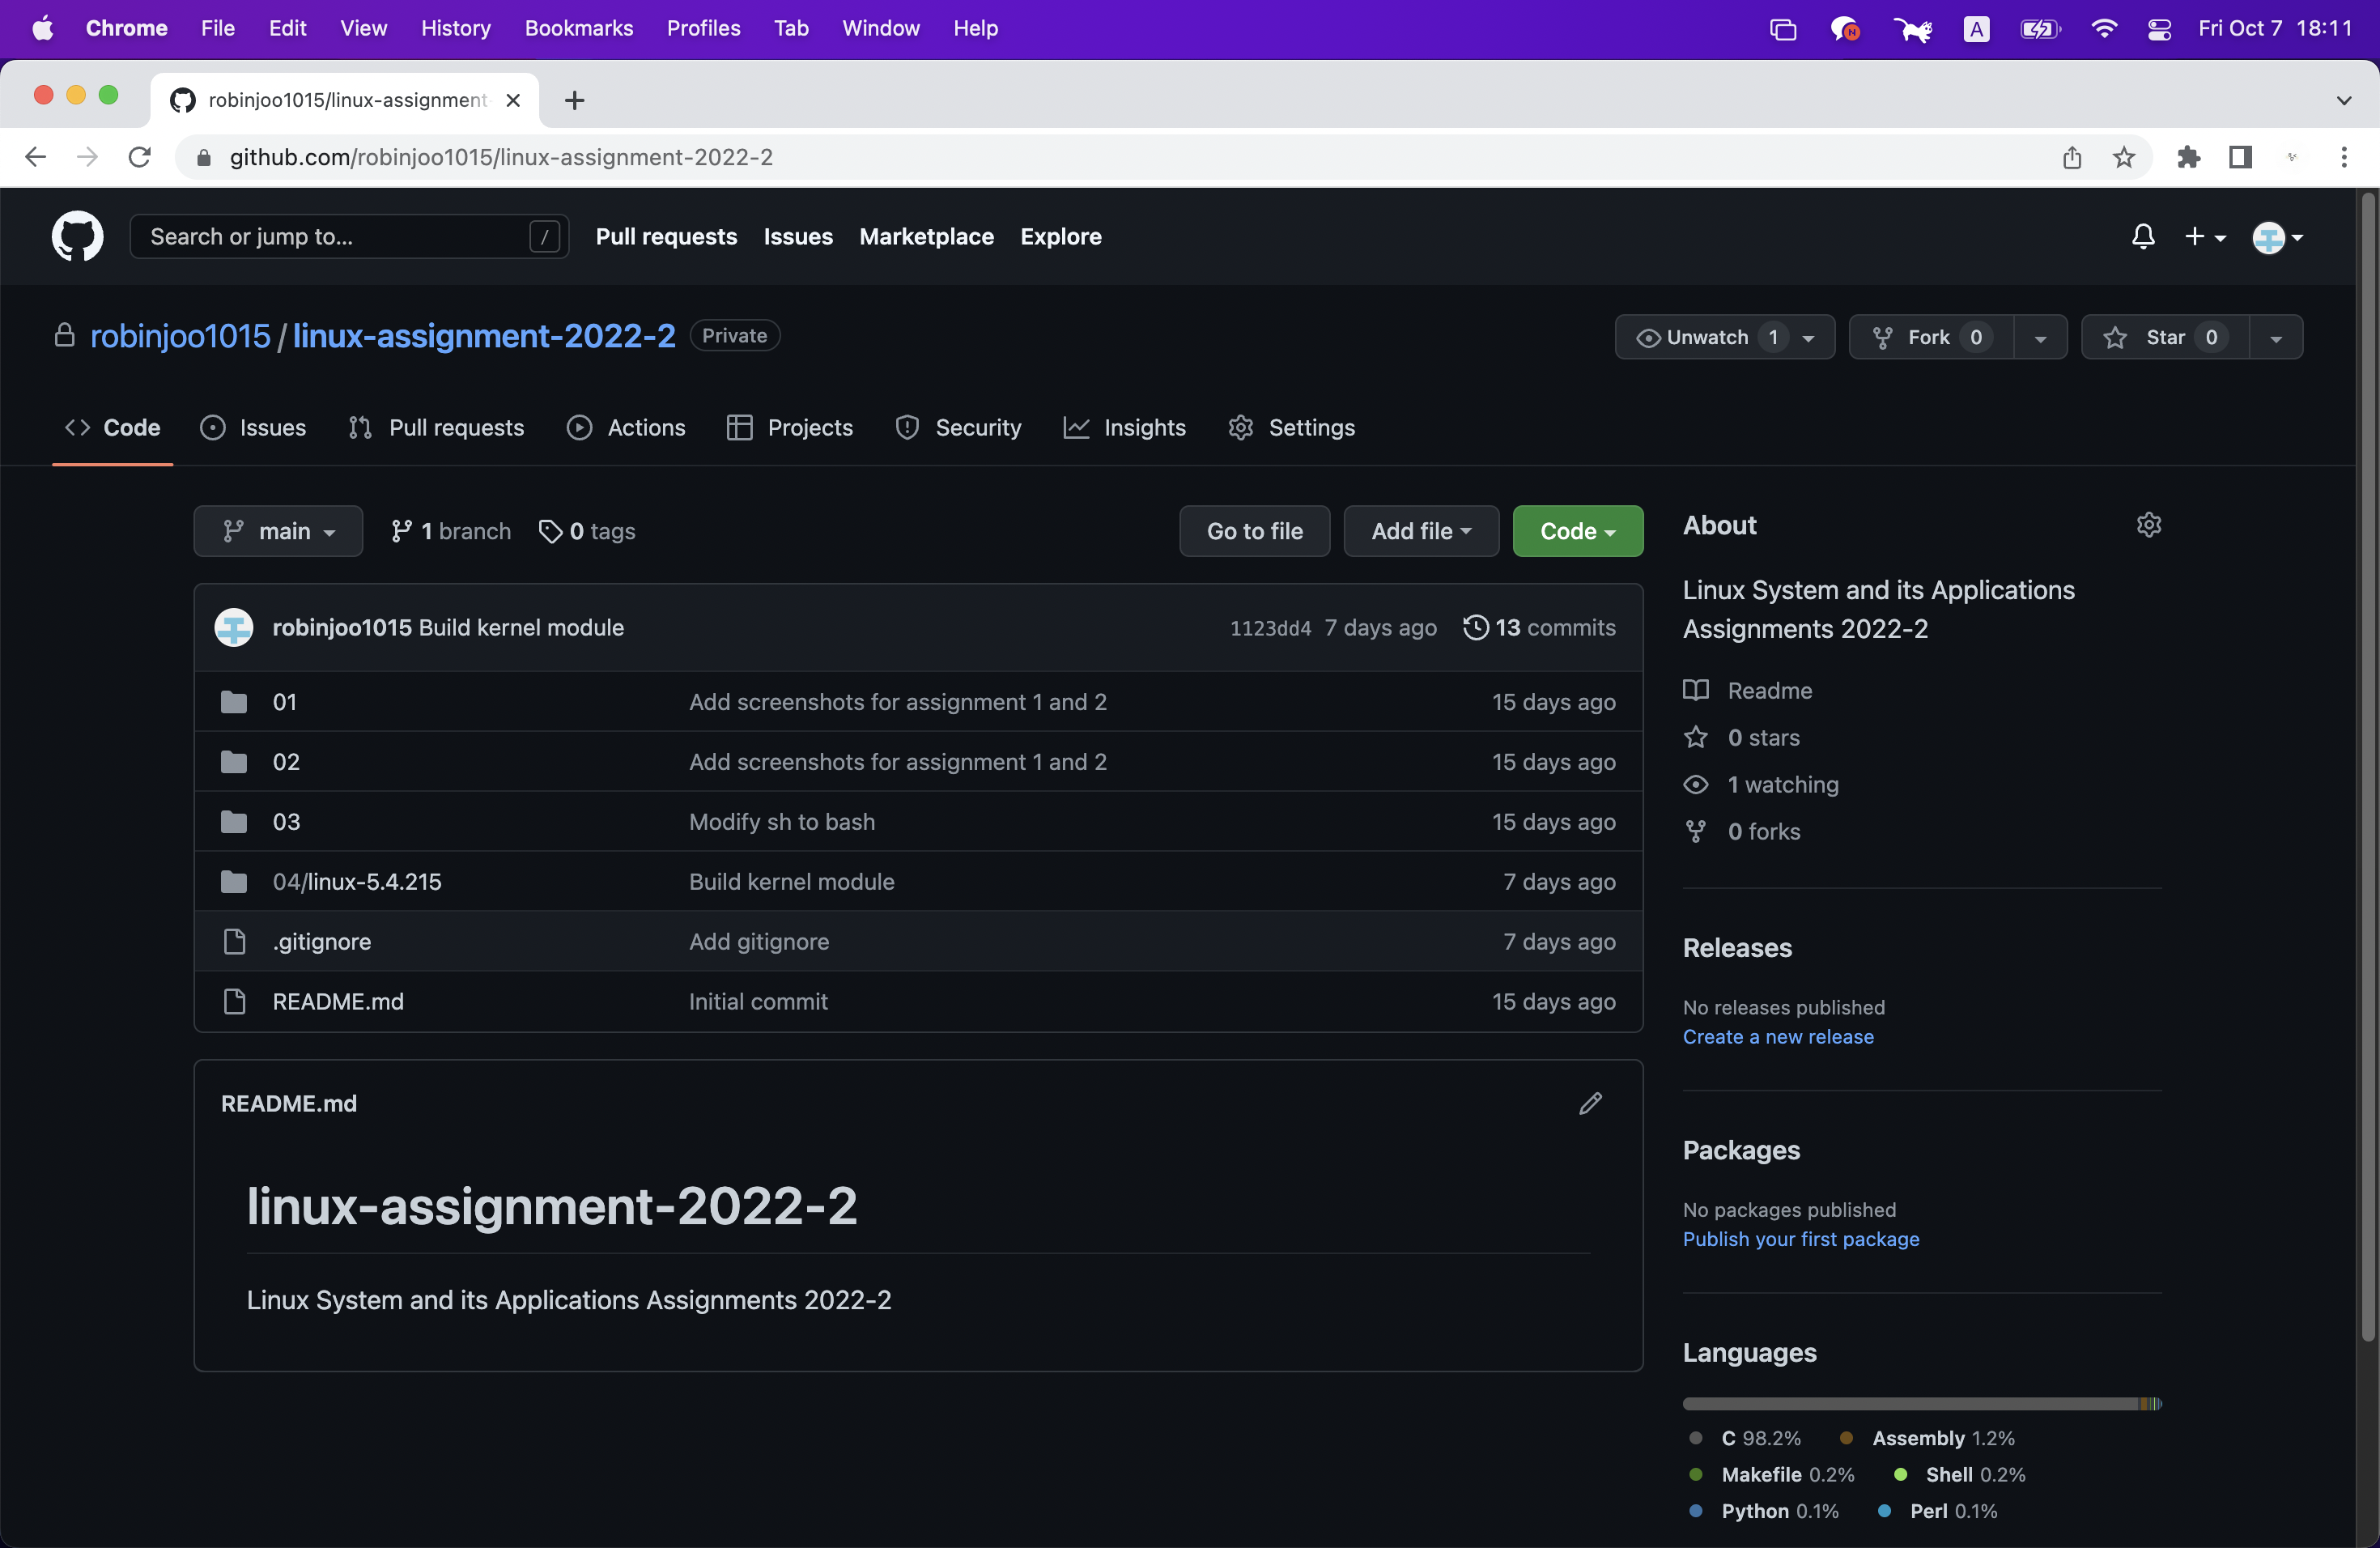 Chrome File Edit View History Bookmarks Profiles Tab Window Help A Fri Oct 7 18:11
robinjoo1015/linux-assignment-
github.com/robinjoo1015/linux-assignment-2022-2
Search or jump to... / Pull requests Issues Marketplace Explore
robinjoo1015 / linux-assignment-2022-2 Private Unwatch 1 Fork 0 Star 0
Code Issues Pull requests Actions Projects Security Insights Settings
main 1 branch 0 tags Go to file Add file Code
robinjoo1015 Build kernel module 1123dd4 7 days ago 13 commits
01 Add screenshots for assignment 1 and 2 15 days ago
02 Add screenshots for assignment 1 and 2 15 days ago
03 Modify sh to bash 15 days ago
04/linux-5.4.215 Build kernel module 7 days ago
.gitignore Add gitignore 7 days ago
README.md Initial commit 15 days ago
README.md
linux-assignment-2022-2
Linux System and its Applications Assignments 2022-2
About
Linux System and its Applications
Assignments 2022-2
Readme
0 stars
1 watching
0 forks
Releases
No releases published
Create a new release
Packages
No packages published
Publish your first package
Languages
C 98.2% Assembly 1.2%
Makefile 0.2% Shell 0.2%
Python 0.1% Perl 0.1%